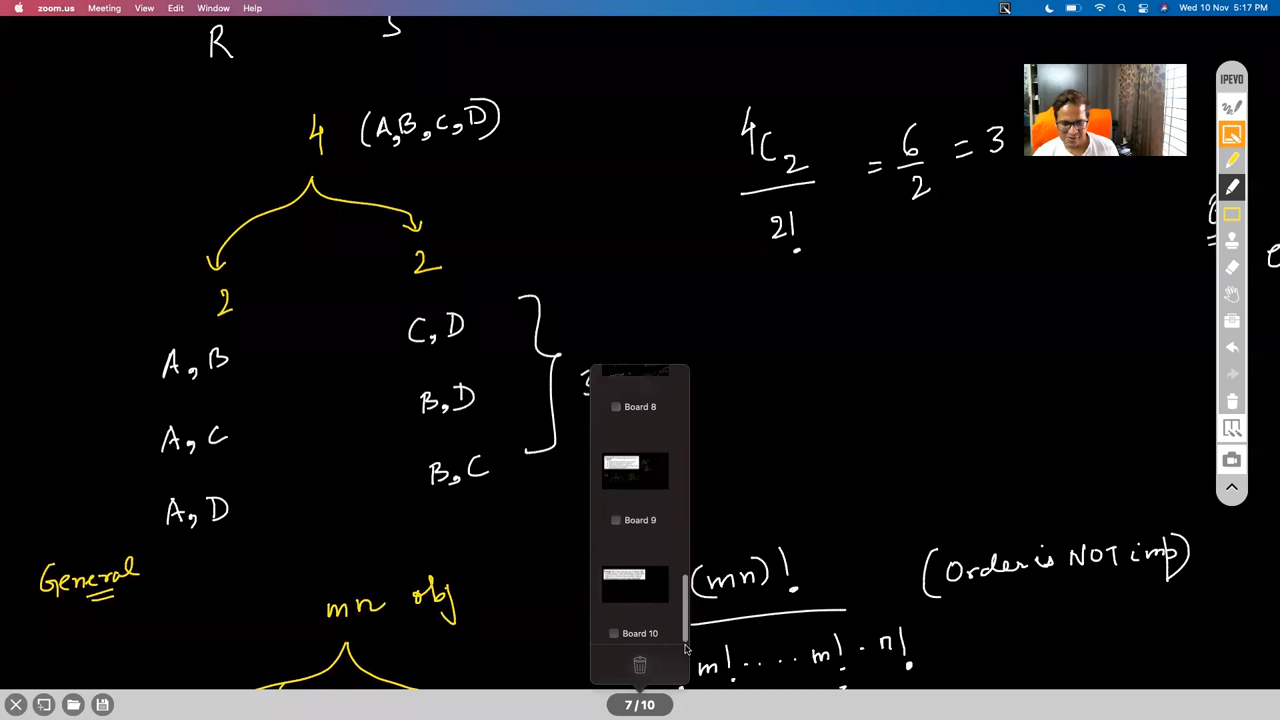 zoom.us Meeting View Edit Window Help Wed 10 Nov 5:17 PM
R S
4 (A,B,C,D)
4C2 / 2! = 6/2 = 3
IPEVO
2 2
A,B C,D
A,C B,D
A,D B,C
Board 8
Board 9
Board 10
General
mn obj
(mn)! (Order is NOT imp)
m! .... m! . n!
7/10